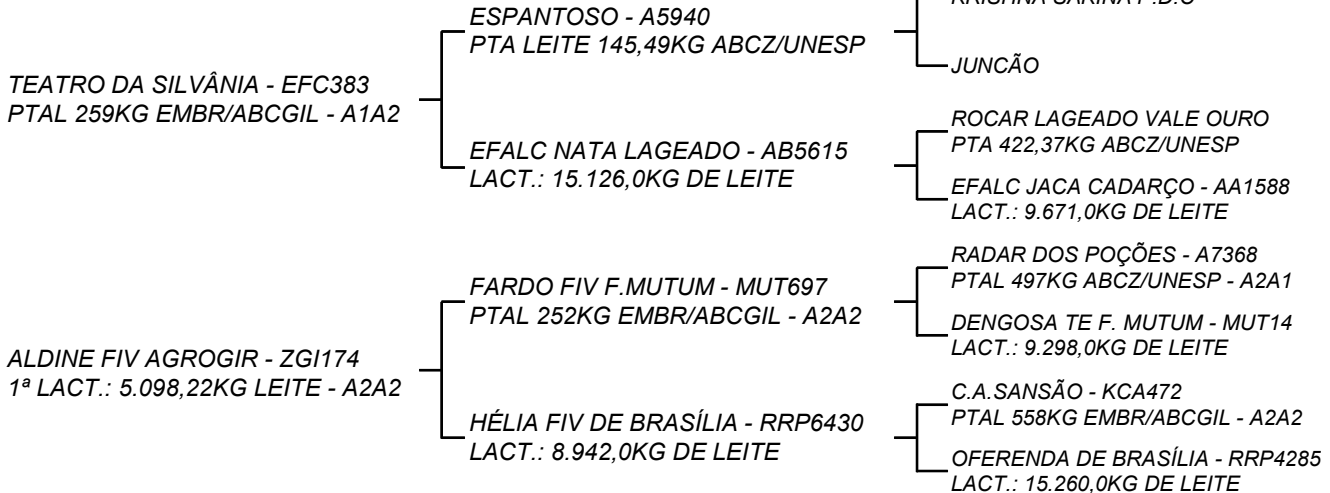 ESPANTOSO - A5940
PTA LEITE 145,49KG ABCZ/UNESP
JUNCÃO
TEATRO DA SILVÂNIA - EFC383
PTAL 259KG EMBR/ABCGIL - A1A2
ROCAR LAGEADO VALE OURO
PTA 422,37KG ABCZ/UNESP
EFALC NATA LAGEADO - AB5615
LACT.: 15.126,0KG DE LEITE
EFALC JACA CADARÇO - AA1588
LACT.: 9.671,0KG DE LEITE
RADAR DOS POÇÕES - A7368
PTAL 497KG ABCZ/UNESP - A2A1
FARDO FIV F.MUTUM - MUT697
PTAL 252KG EMBR/ABCGIL - A2A2
DENGOSA TE F. MUTUM - MUT14
LACT.: 9.298,0KG DE LEITE
ALDINE FIV AGROGIR - ZGI174
1ª LACT.: 5.098,22KG LEITE - A2A2
C.A.SANSÃO - KCA472
PTAL 558KG EMBR/ABCGIL - A2A2
HÉLIA FIV DE BRASÍLIA - RRP6430
LACT.: 8.942,0KG DE LEITE
OFERENDA DE BRASÍLIA - RRP4285
LACT.: 15.260,0KG DE LEITE